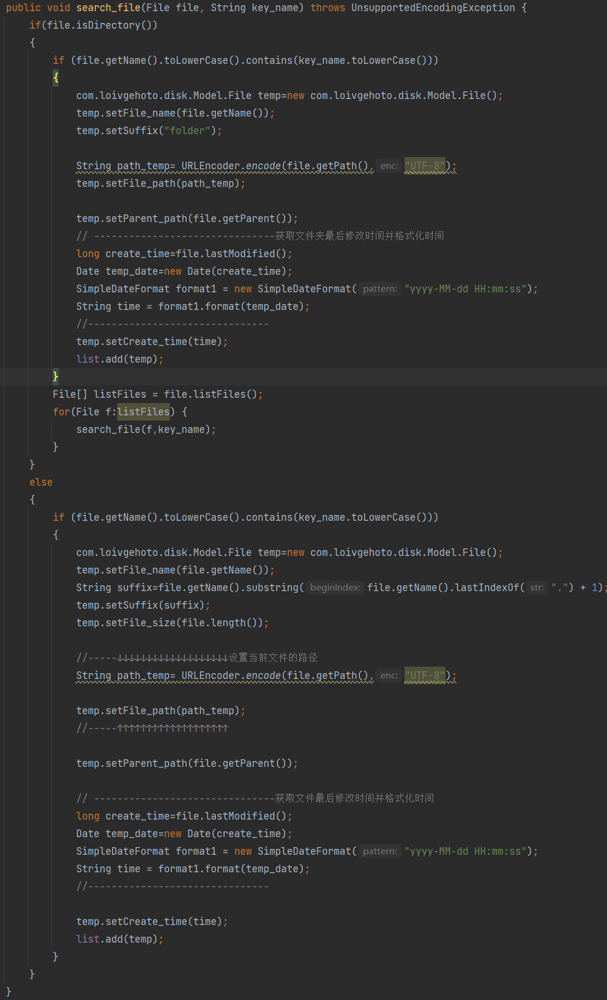 public void search_file(File file, String key_name) throws UnsupportedEncodingException {
    if(file.isDirectory())
    {
        if (file.getName().toLowerCase().contains(key_name.toLowerCase()))
        {
            com.loivgehoto.disk.Model.File temp=new com.loivgehoto.disk.Model.File();
            temp.setFile_name(file.getName());
            temp.setSuffix("folder");
            String path_temp= URLEncoder.encode(file.getPath(), enc: "UTF-8");
            temp.setFile_path(path_temp);
            temp.setParent_path(file.getParent());
            // -------------------------------获取文件夹最后修改时间并格式化时间
            long create_time=file.lastModified();
            Date temp_date=new Date(create_time);
            SimpleDateFormat format1 = new SimpleDateFormat( pattern: "yyyy-MM-dd HH:mm:ss");
            String time = format1.format(temp_date);
            //-------------------------------
            temp.setCreate_time(time);
            list.add(temp);
        }
        File[] listFiles = file.listFiles();
        for(File f:listFiles) {
            search_file(f,key_name);
        }
    }
    else
    {
        if (file.getName().toLowerCase().contains(key_name.toLowerCase()))
        {
            com.loivgehoto.disk.Model.File temp=new com.loivgehoto.disk.Model.File();
            temp.setFile_name(file.getName());
            String suffix=file.getName().substring( beginIndex: file.getName().lastIndexOf( str: ".") + 1);
            temp.setSuffix(suffix);
            temp.setFile_size(file.length());
            //-----↓↓↓↓↓↓↓↓↓↓↓↓↓↓↓↓↓↓↓设置当前文件的路径
            String path_temp= URLEncoder.encode(file.getPath(), enc: "UTF-8");
            temp.setFile_path(path_temp);
            //-----↑↑↑↑↑↑↑↑↑↑↑↑↑↑↑↑↑↑↑
            temp.setParent_path(file.getParent());
            // -------------------------------获取文件最后修改时间并格式化时间
            long create_time=file.lastModified();
            Date temp_date=new Date(create_time);
            SimpleDateFormat format1 = new SimpleDateFormat( pattern: "yyyy-MM-dd HH:mm:ss");
            String time = format1.format(temp_date);
            //-------------------------------
            temp.setCreate_time(time);
            list.add(temp);
        }
    }
}